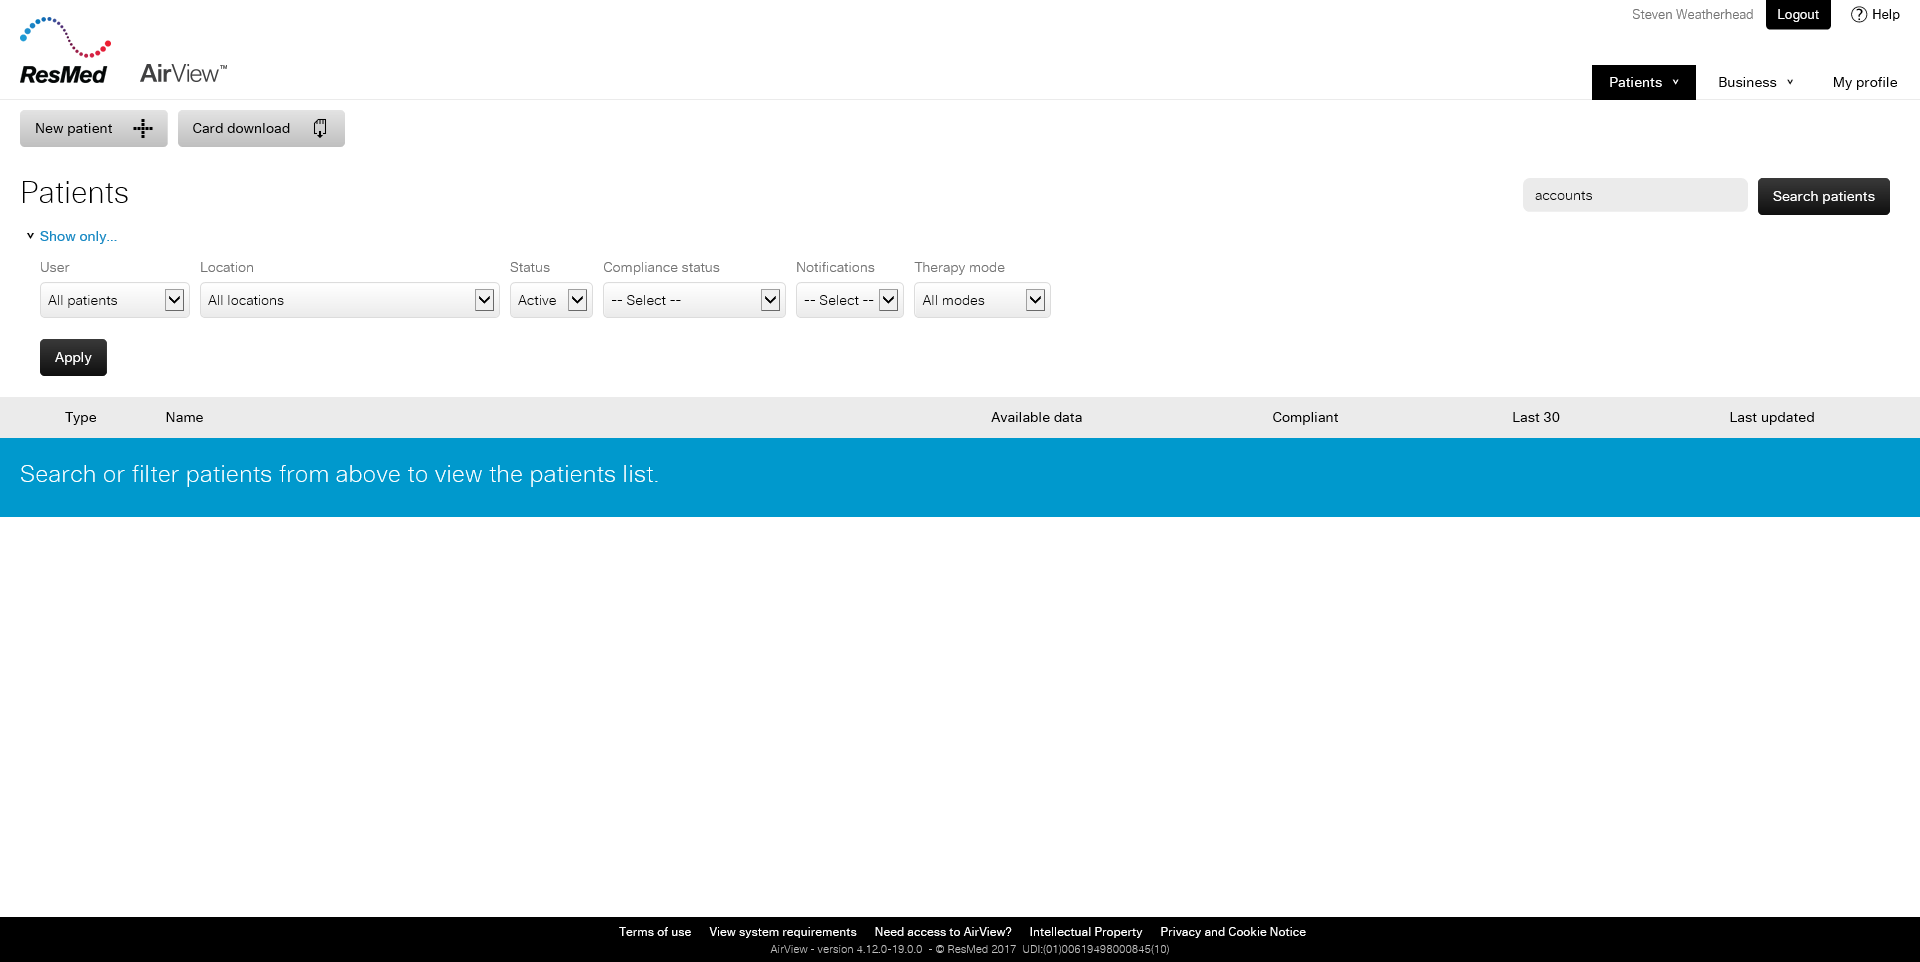 Steven Weatherhead Logout Help
ResMed AirView™
Patients Business My profile
New patient Card download
Patients
accounts Search patients
Show only...
User Location Status Compliance status Notifications Therapy mode
All patients All locations Active -- Select -- -- Select -- All modes
Apply
Type Name Available data Compliant Last 30 Last updated
Search or filter patients from above to view the patients list.
Terms of use View system requirements Need access to AirView? Intellectual Property Privacy and Cookie Notice
AirView - version 4.12.0-19.0.0 - © ResMed 2017 UDI:(01)00619498000845(10)